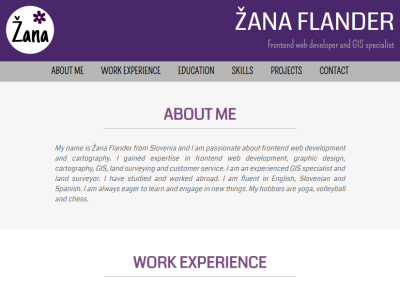 Žana
ŽANA FLANDER
Frontend web developer and GIS specialist
ABOUT ME WORK EXPERIENCE EDUCATION SKILLS PROJECTS CONTACT
ABOUT ME
My name is Žana Flander from Slovenia and I am passionate about frontend web development
and cartography. I gained expertise in frontend web development, graphic design,
cartography, GIS, land surveying and customer service. I am an experienced GIS specialist and
land surveyor. I have studied and worked abroad. I am fluent in English, Slovenian and
Spanish. I am always eager to learn and engage in new things. My hobbies are yoga, volleyball
and chess.
WORK EXPERIENCE